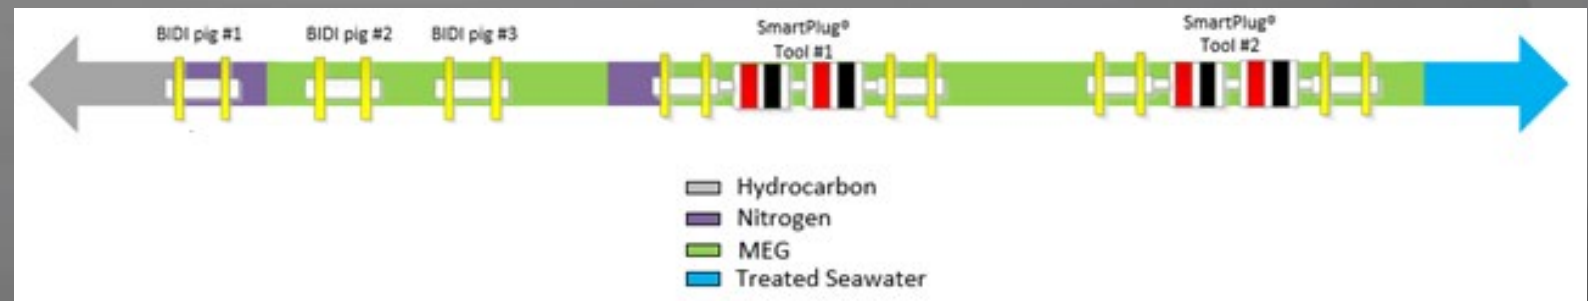 BIDI pig #1
BIDI pig #2
BIDI pig #3
SmartPlug®
Tool #1
SmartPlug®
Tool #2
Hydrocarbon
Nitrogen
MEG
Treated Seawater